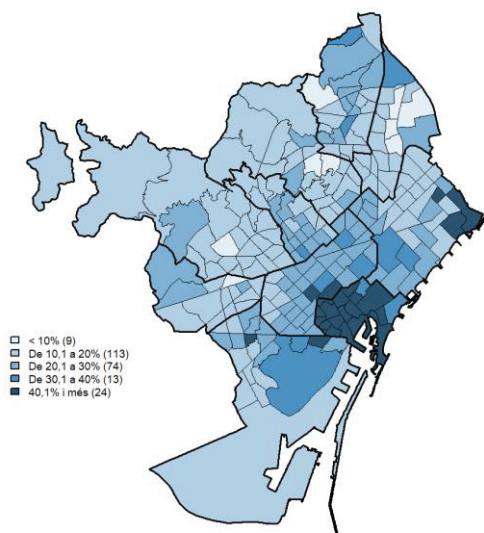 < 10% (9)
De 10,1 a 20% (113)
De 20,1 a 30% (74)
De 30,1 a 40% (13)
40,1% i més (24)